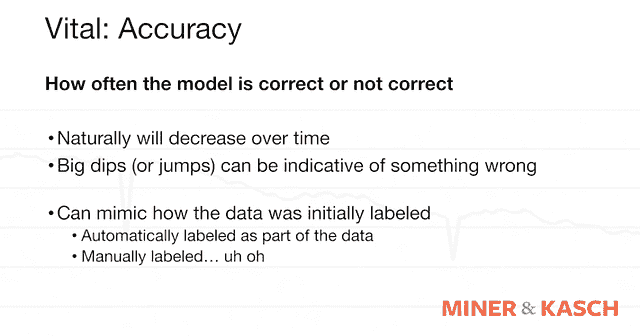 Vital: Accuracy
How often the model is correct or not correct
•Naturally will decrease over time
•Big dips (or jumps) can be indicative of something wrong
•Can mimic how the data was initially labeled
•Automatically labeled as part of the data
•Manually labeled… uh oh
MINER & KASCH